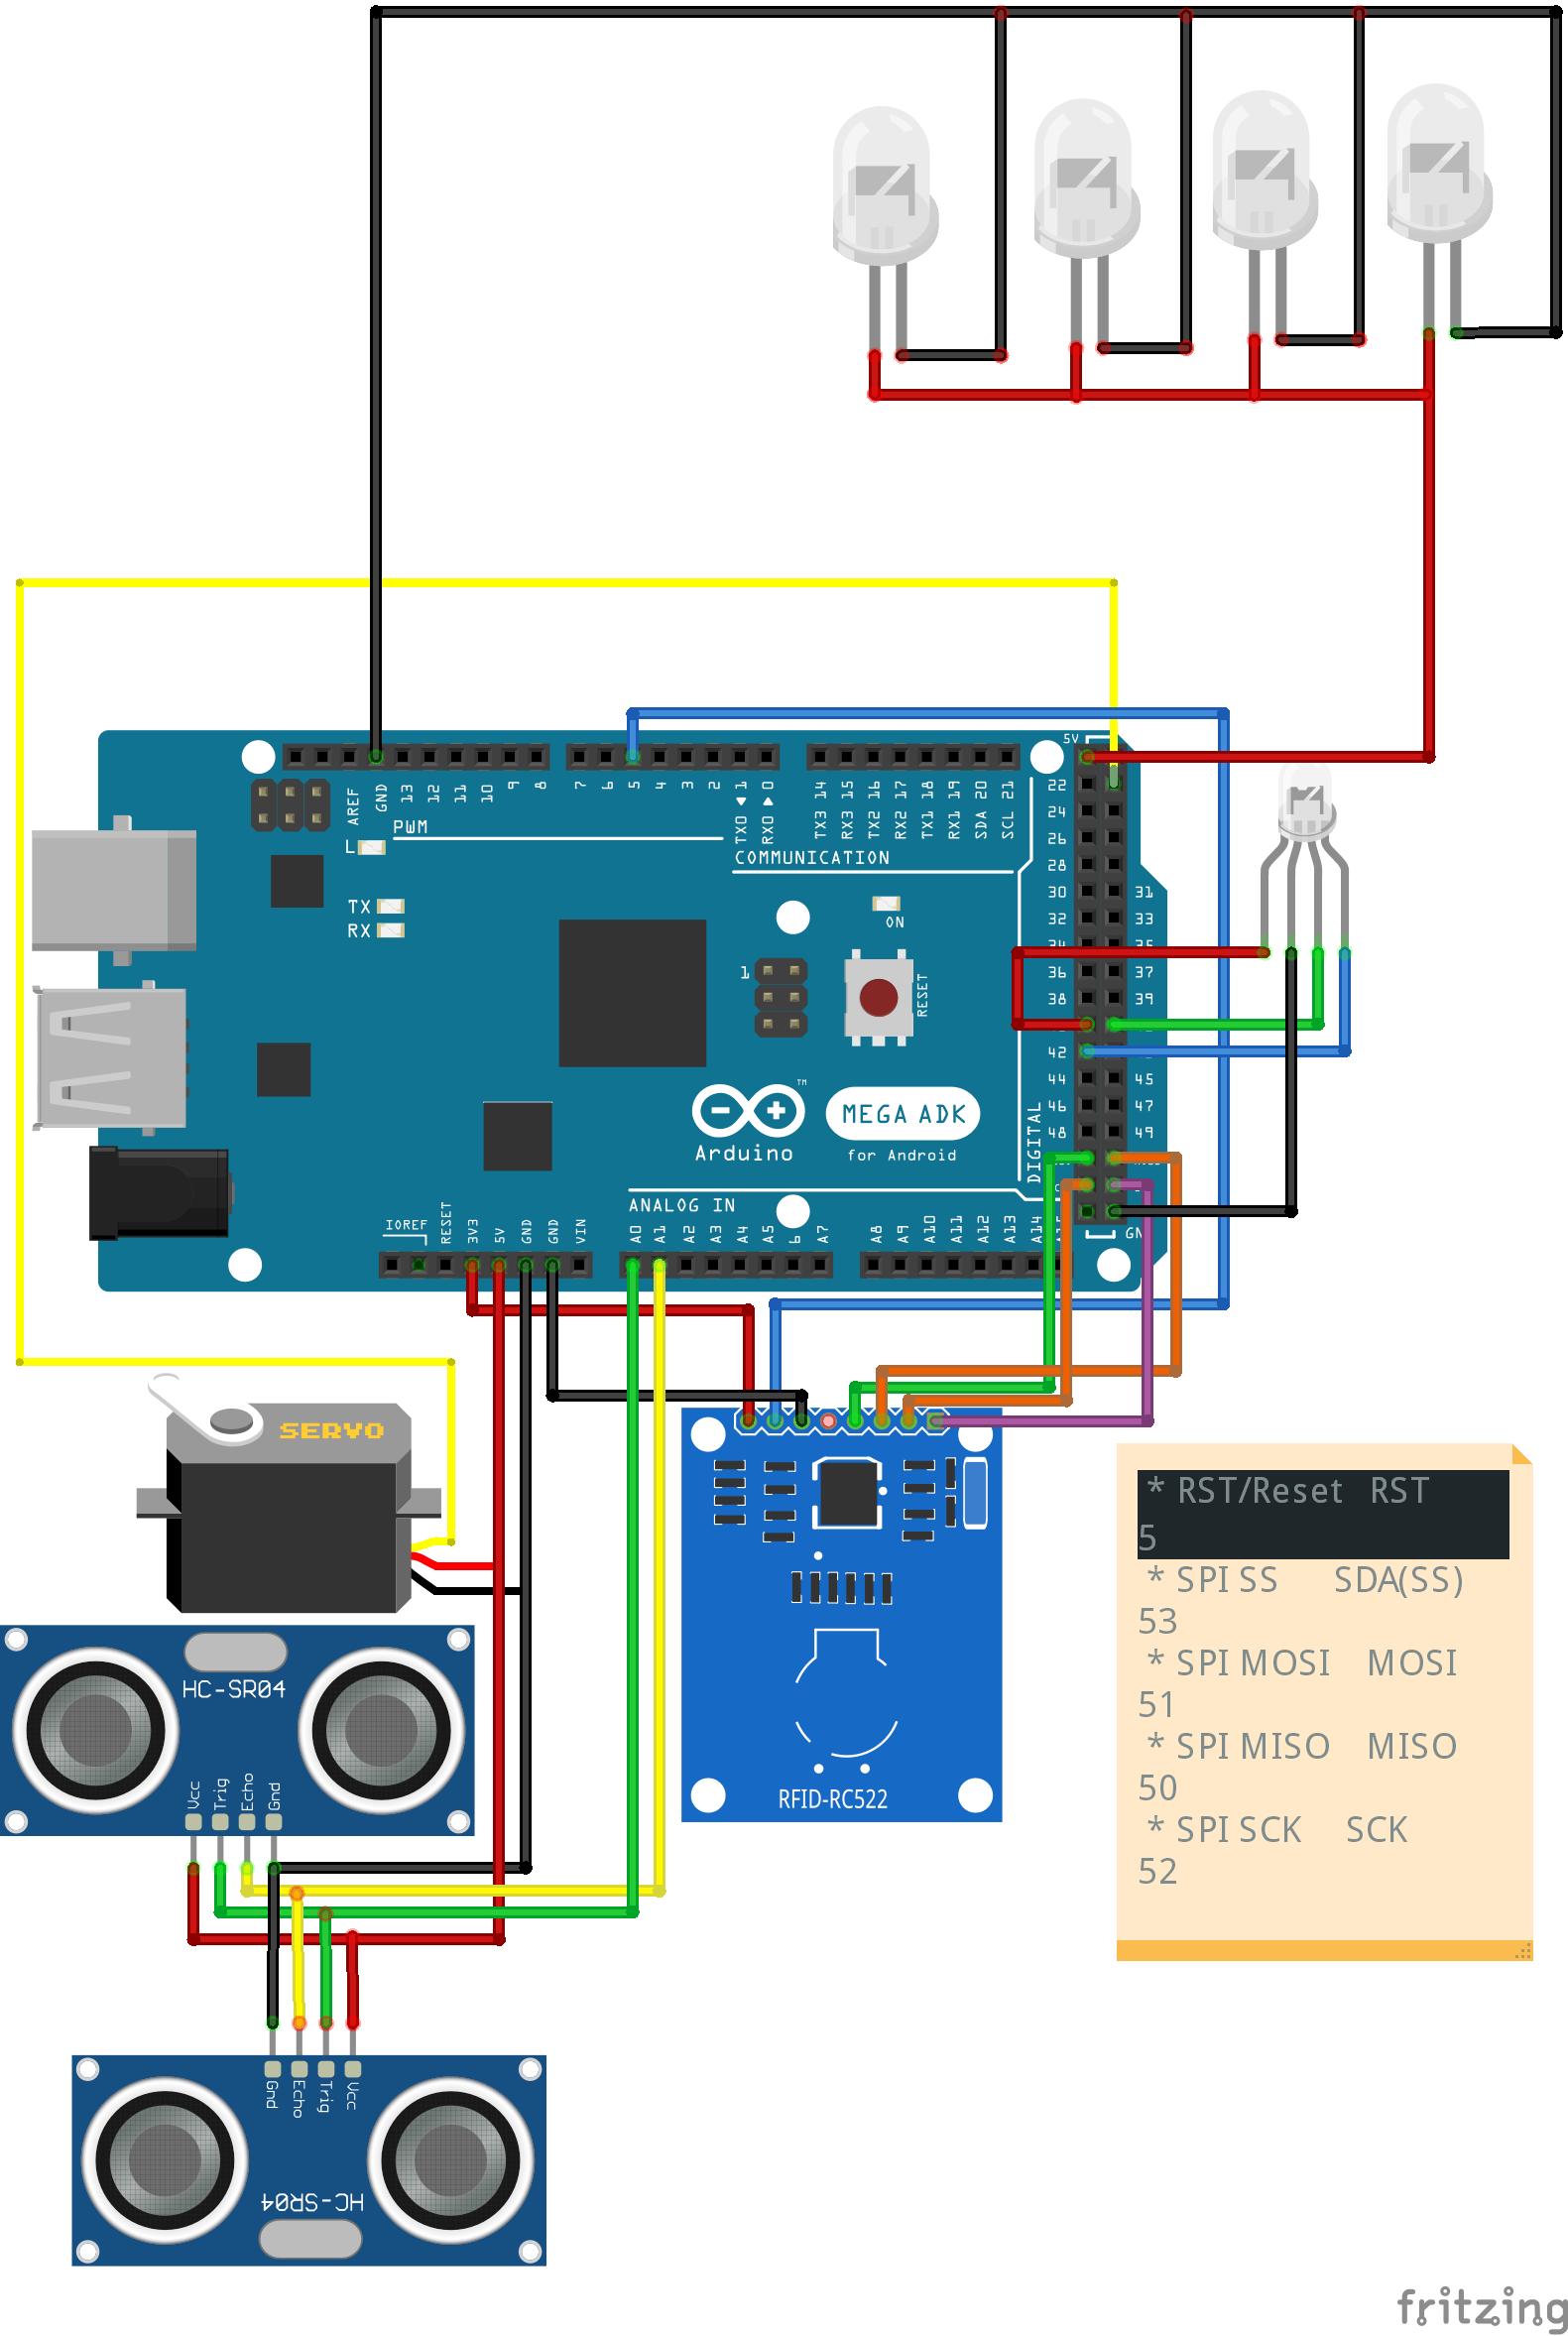 5V
AREF
GND
13
12
11
10
9
8
7
6
5
4
3
2
TX0 1
RX0 0
TX3 14
RX3 15
TX2 16
RX2 17
TX1 18
RX1 19
SDA 20
SCL 21
PWM
COMMUNICATION
L
TX
RX
ON
1
RESET
22
24
26
28
30 31
32 33
34 35
36 37
38 39
42
44 45
46 47
48 49
DIGITAL
Arduino
TM
MEGA ADK
for Android
ANALOG IN
IOREF
RESET
3V3
5V
GND
GND
VIN
A0
A1
A2
A3
A4
A5
6
A7
A8
A9
A10
A11
A12
A13
A14
SERVO
HC-SR04
Vcc
Trig
Echo
Gnd
Gnd
Echo
Trig
Vcc
HC-SR04
RFID-RC522
* RST/Reset RST
5
* SPI SS SDA(SS)
53
* SPI MOSI MOSI
51
* SPI MISO MISO
50
* SPI SCK SCK
52
fritzing